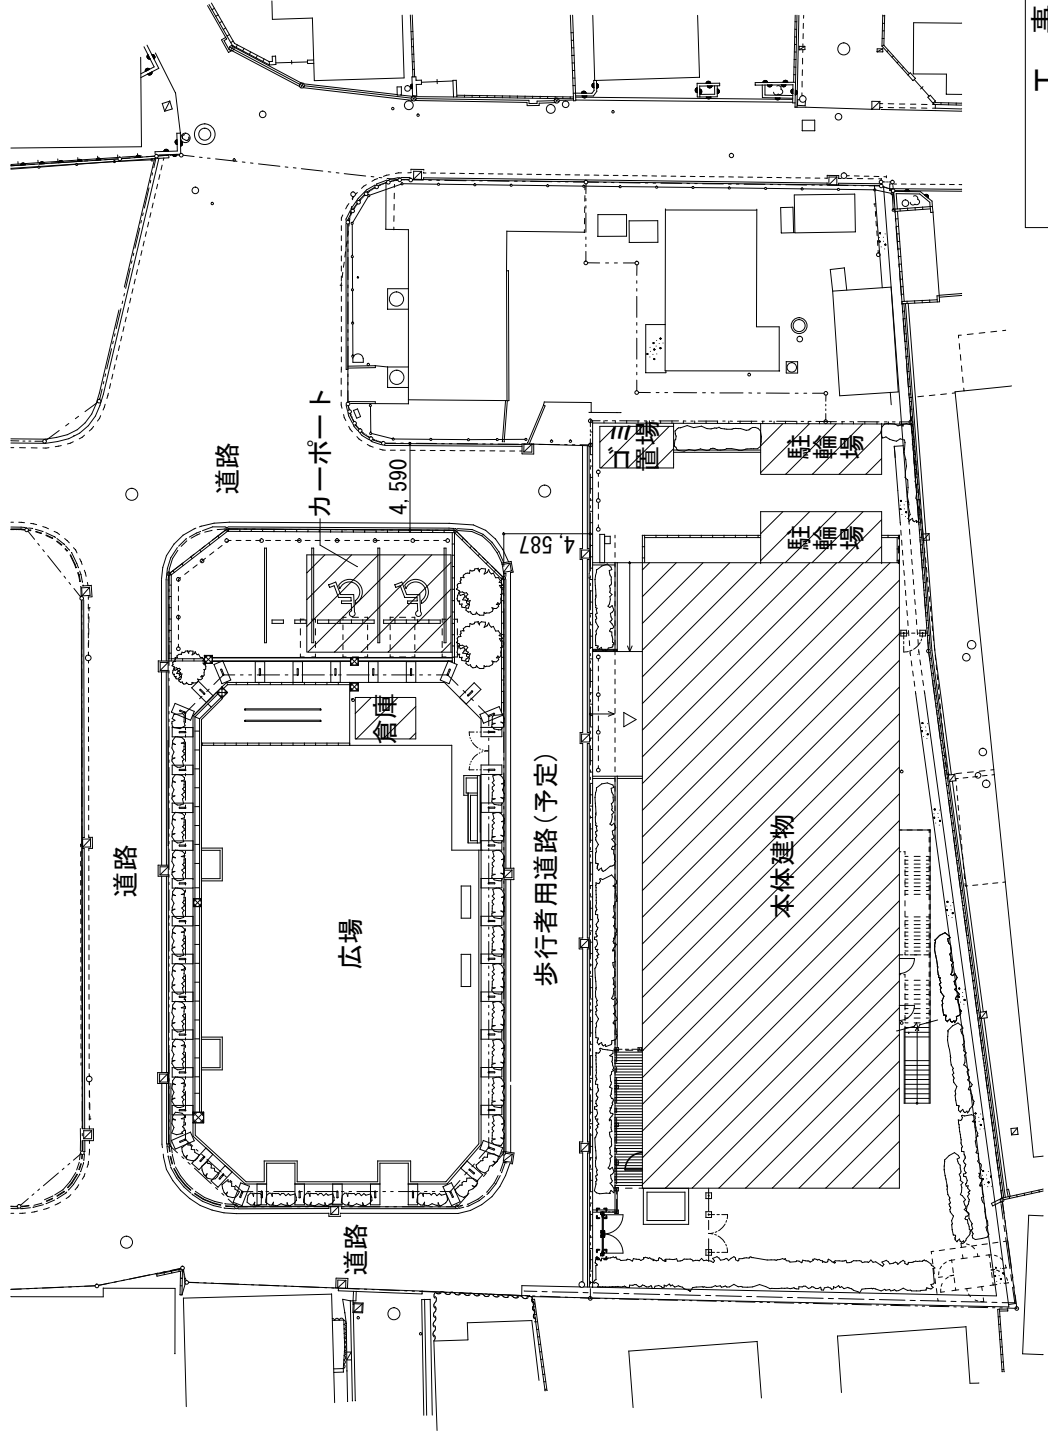 道路
カーポート
4,590
4.587
ゴミ
置場
駐輪場
駐輪場
倉庫
道路
広場
歩行者用道路(予定)
本体建物
道路
工事